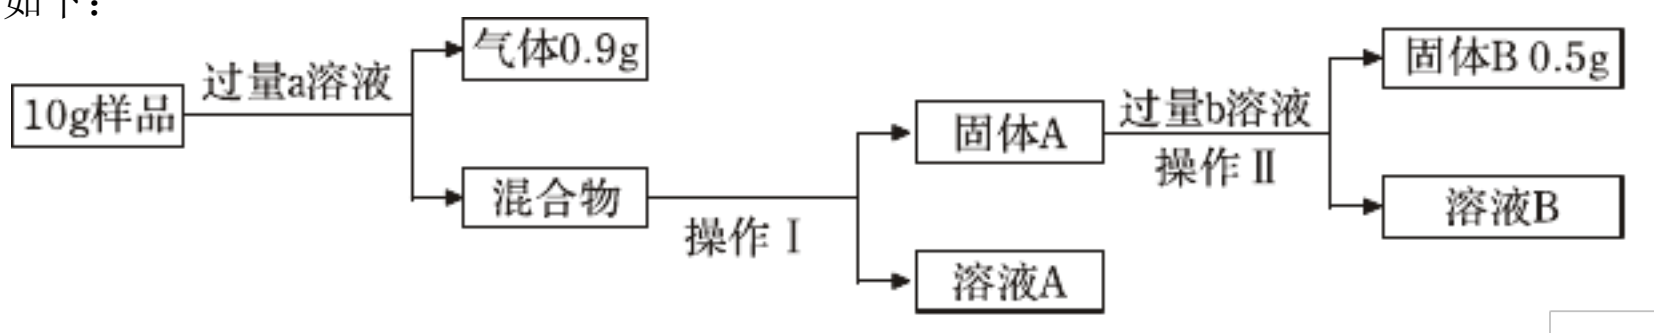 如下：
气体0.9g
固体B 0.5g
过量a溶液
10g样品
过量b溶液
固体A
操作Ⅱ
混合物
溶液B
操作Ⅰ
溶液A